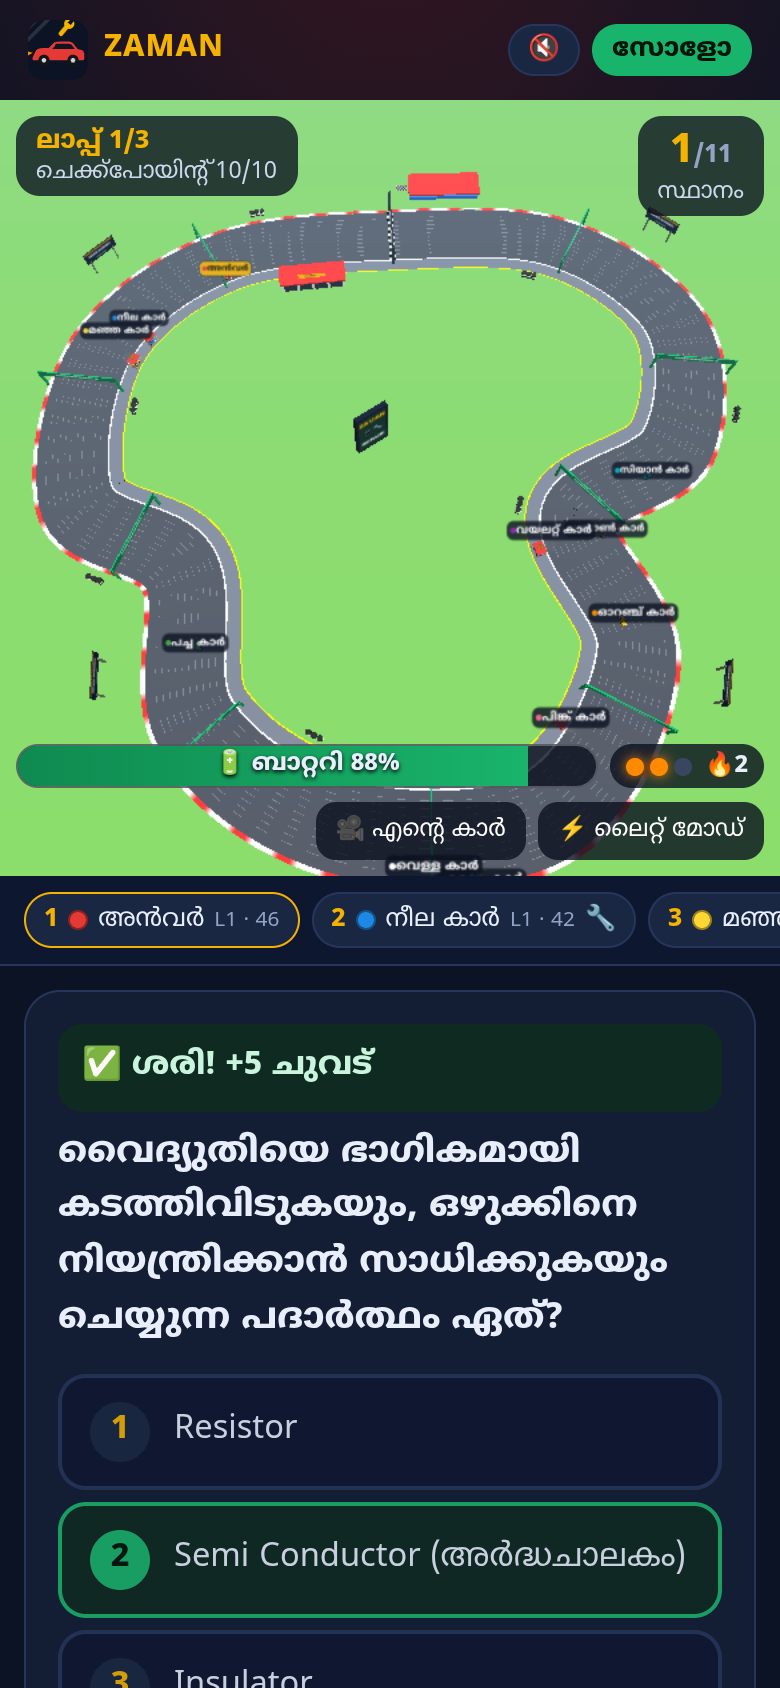 ZAMAN
സോളോ
ലാപ്പ് 1/3
ചെക്ക്പോയിന്റ് 10/10
1/11
സ്ഥാനം
അൻവർ
നീല കാർ
മഞ്ഞ കാർ
സിയാൻ കാർ
വയലറ്റ് കാർ
കാർ
ഓറഞ്ച് കാർ
പച്ച കാർ
പിങ്ക് കാർ
ബാറ്ററി 88%
2
എന്റെ കാർ
ലൈറ്റ് മോഡ്
വെള്ള കാർ
1 അൻവർ L1 · 46
2 നീല കാർ L1 · 42
3
ശരി! +5 ചുവട്
വൈദ്യുതിയെ ഭാഗികമായി
കടത്തിവിടുകയും, ഒഴുക്കിനെ
നിയന്ത്രിക്കാൻ സാധിക്കുകയും
ചെയ്യുന്ന പദാർത്ഥം ഏത്?
1 Resistor
2 Semi Conductor (അർദ്ധചാലകം)
3 Insulator